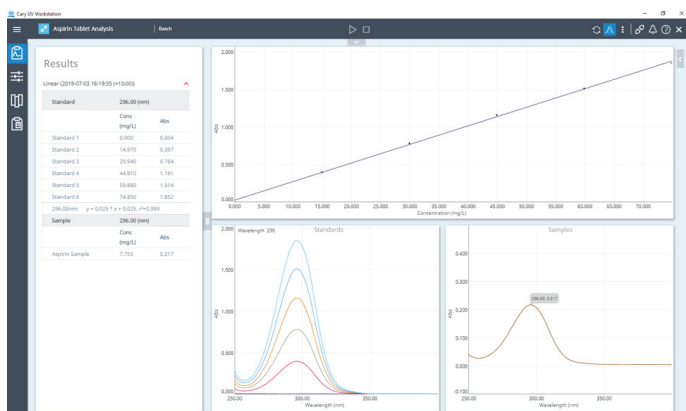 Cary UV Workstation
Aspirin Tablet Analysis Batch
Results
Linear (2019-07-03 16:19:35 (+10:00))
Standard 296.00 (nm)
Conc (mg/L) Abs
Standard 1 0.000 0.004
Standard 2 14.970 0.397
Standard 3 29.940 0.784
Standard 4 44.910 1.161
Standard 5 59.880 1.514
Standard 6 74.850 1.852
296.00nm y = 0.025 * x + 0.025, r²=0.999
Sample 296.00 (nm)
Conc (mg/L) Abs
Aspirin Sample 7.755 0.217
2.000
1.500
1.000
0.500
0.000
Abs
0.000 5.000 10.000 15.000 20.000 25.000 30.000 35.000 40.000 45.000 50.000 55.000 60.000 65.000 70.000
Concentration (mg/L)
Wavelength 296 Standards
2.000
1.500
1.000
0.500
0.000
Abs
250.00 300.00 350.00
Wavelength (nm)
Samples
0.400
0.300
0.200
0.100
0.000
-0.100
Abs
296.00, 0.217
250.00 300.00 350.00
Wavelength (nm)